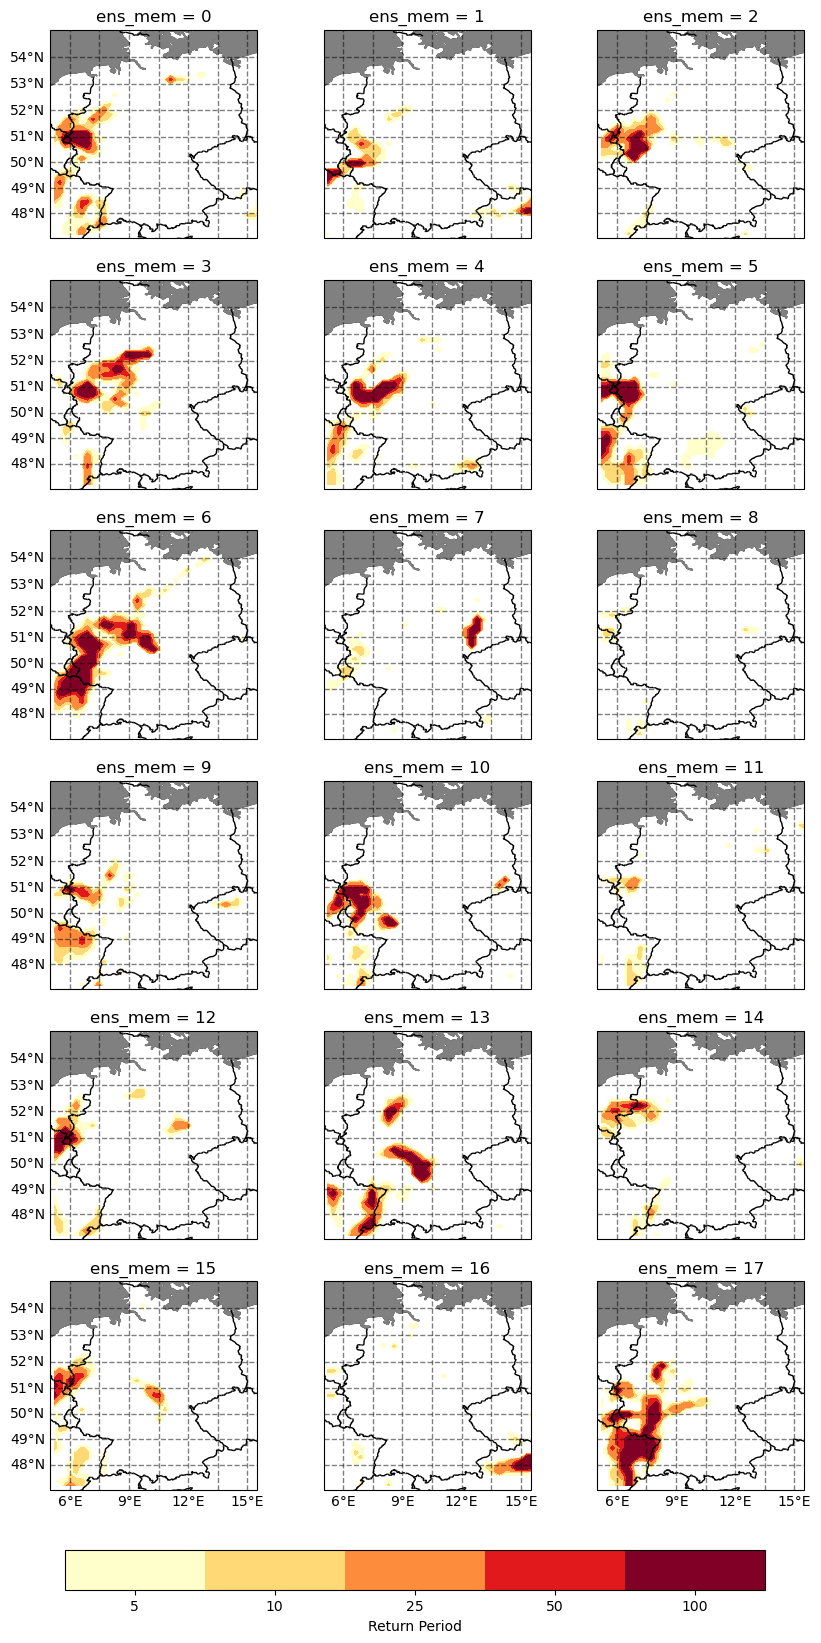 ens_mem = 0 ens_mem = 1 ens_mem = 2
54°N
53°N
52°N
51°N
50°N
49°N
48°N
ens_mem = 3 ens_mem = 4 ens_mem = 5
54°N
53°N
52°N
51°N
50°N
49°N
48°N
ens_mem = 6 ens_mem = 7 ens_mem = 8
54°N
53°N
52°N
51°N
50°N
49°N
48°N
ens_mem = 9 ens_mem = 10 ens_mem = 11
54°N
53°N
52°N
51°N
50°N
49°N
48°N
ens_mem = 12 ens_mem = 13 ens_mem = 14
54°N
53°N
52°N
51°N
50°N
49°N
48°N
ens_mem = 15 ens_mem = 16 ens_mem = 17
54°N
53°N
52°N
51°N
50°N
49°N
48°N
6°E 9°E 12°E 15°E 6°E 9°E 12°E 15°E 6°E 9°E 12°E 15°E
5 10 25 50 100
Return Period